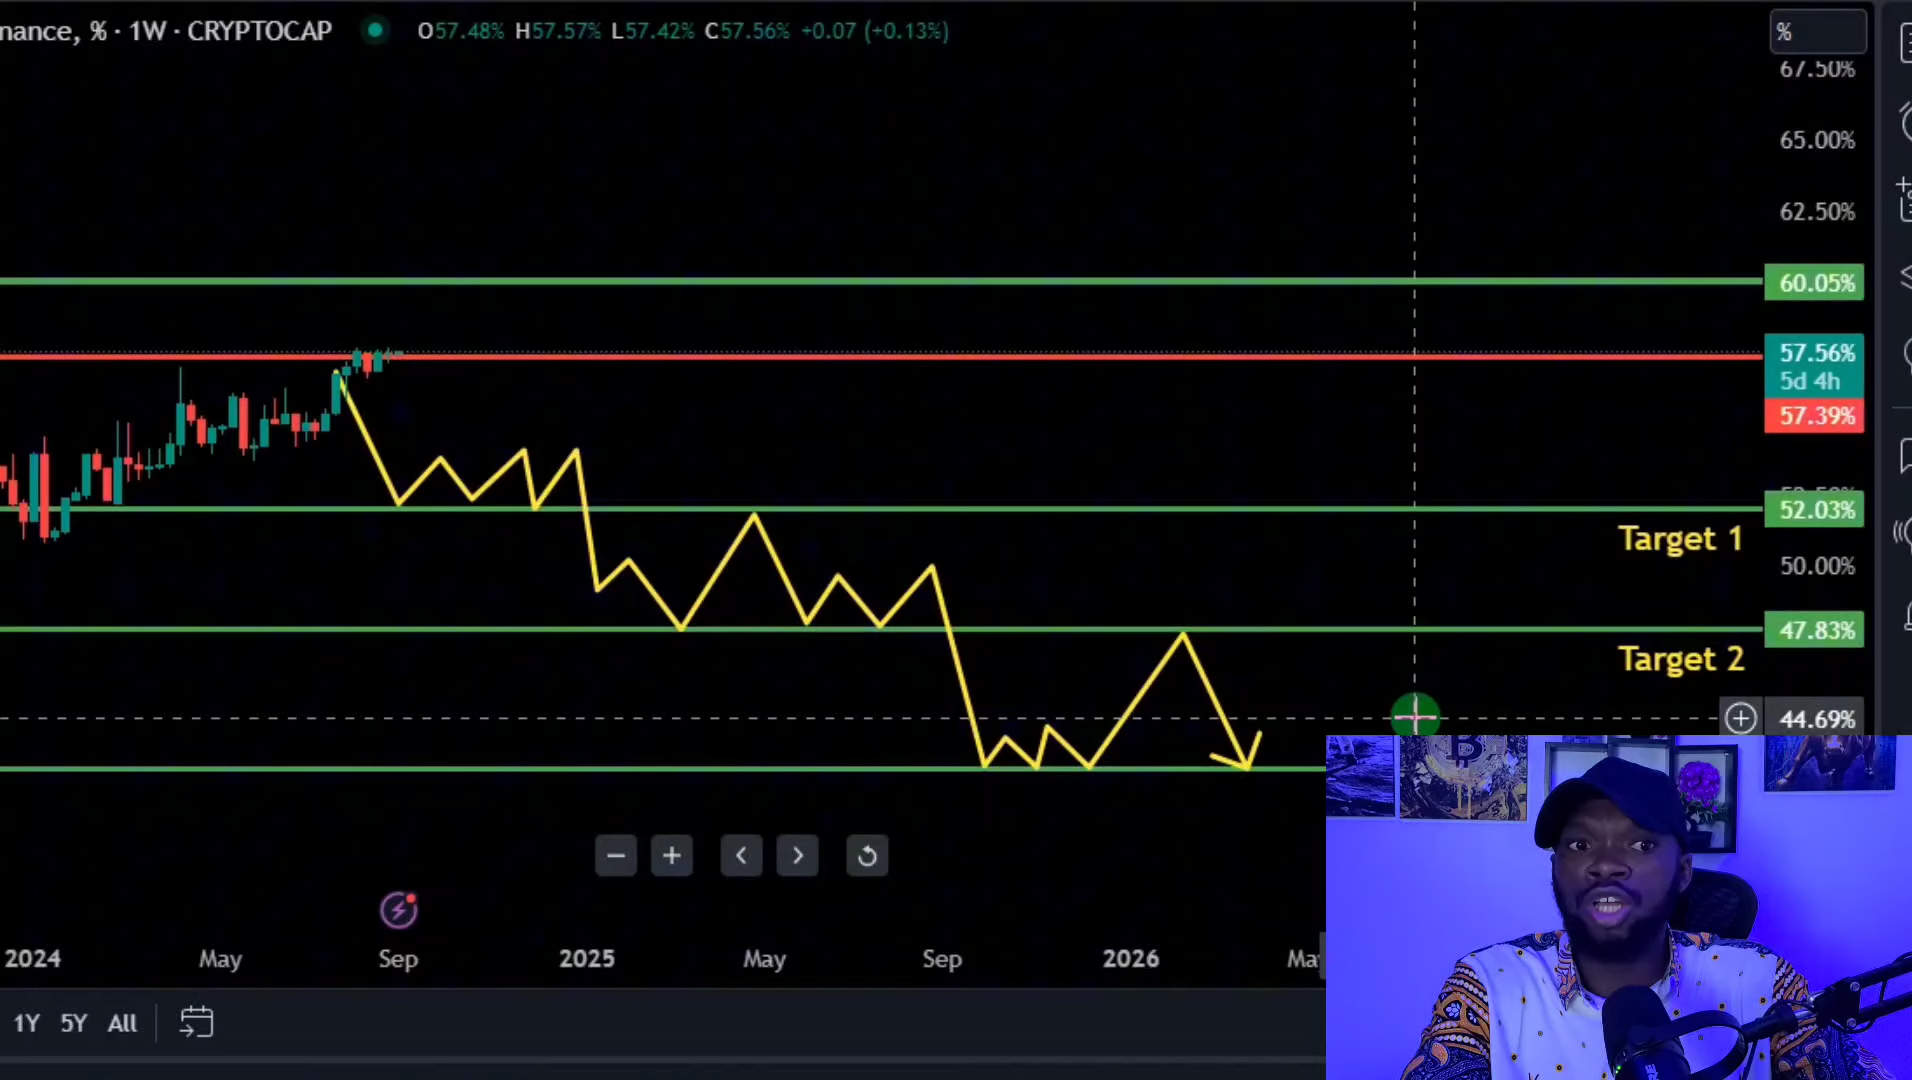 nance, % · 1W · CRYPTOCAP O57.48% H57.57% L57.42% C57.56% +0.07 (+0.13%)
%
67.50%
65.00%
62.50%
60.05%
57.56%
5d 4h
57.39%
52.03%
Target 1
50.00%
47.83%
Target 2
44.69%
2024 May Sep 2025 May Sep 2026 Ma
1Y 5Y All